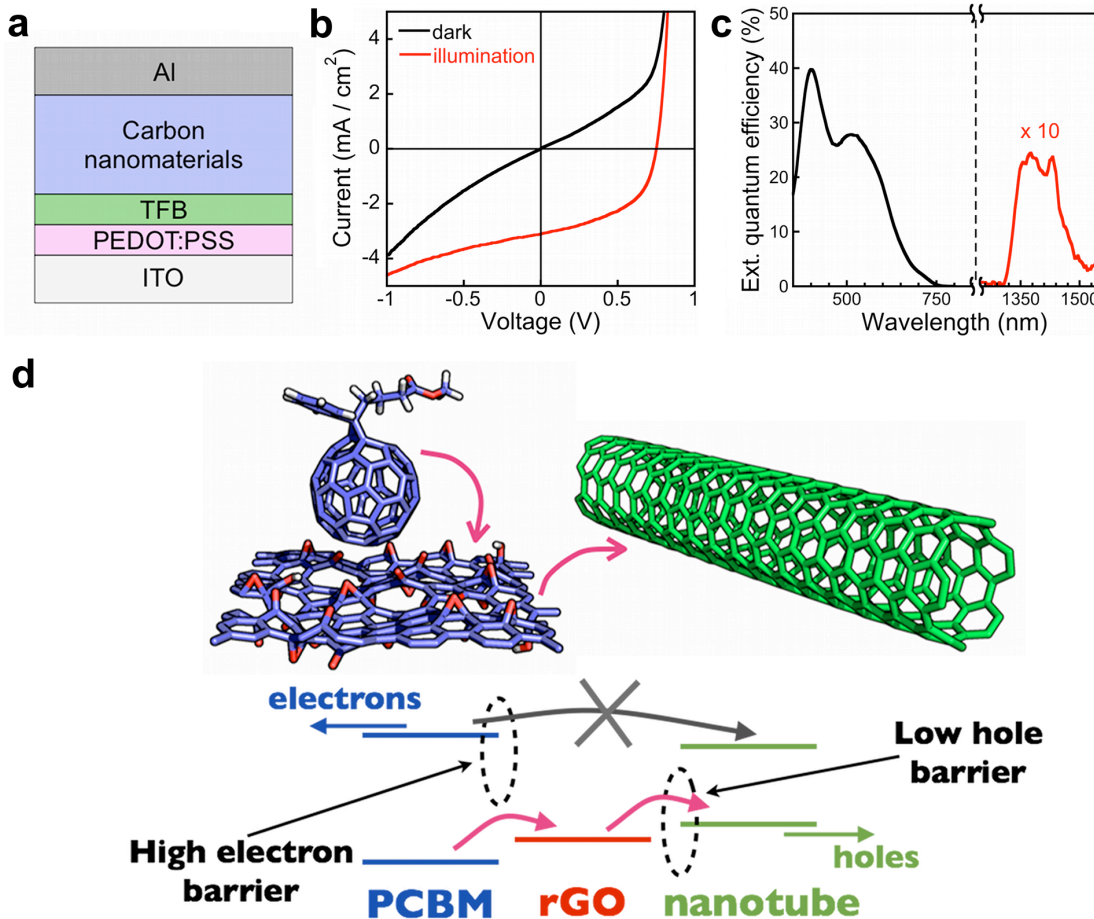 a
Al
Carbon
nanomaterials
TFB
PEDOT:PSS
ITO
b
dark
illumination
4
2
0
-2
-4
Current (mA / cm²)
-1
-0.5
0
0.5
1
Voltage (V)
c
50
40
30
20
10
0
Ext. quantum efficiency (%)
x 10
500
750
1350
1500
Wavelength (nm)
d
electrons
Low hole
barrier
High electron
barrier
holes
PCBM
rGO
nanotube